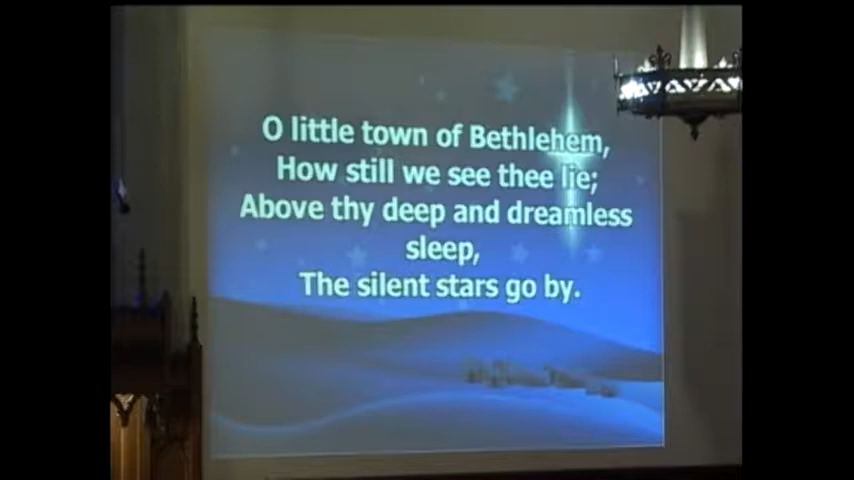 O little town of Bethlehem,
How still we see thee lie;
Above thy deep and dreamless
sleep,
The silent stars go by.